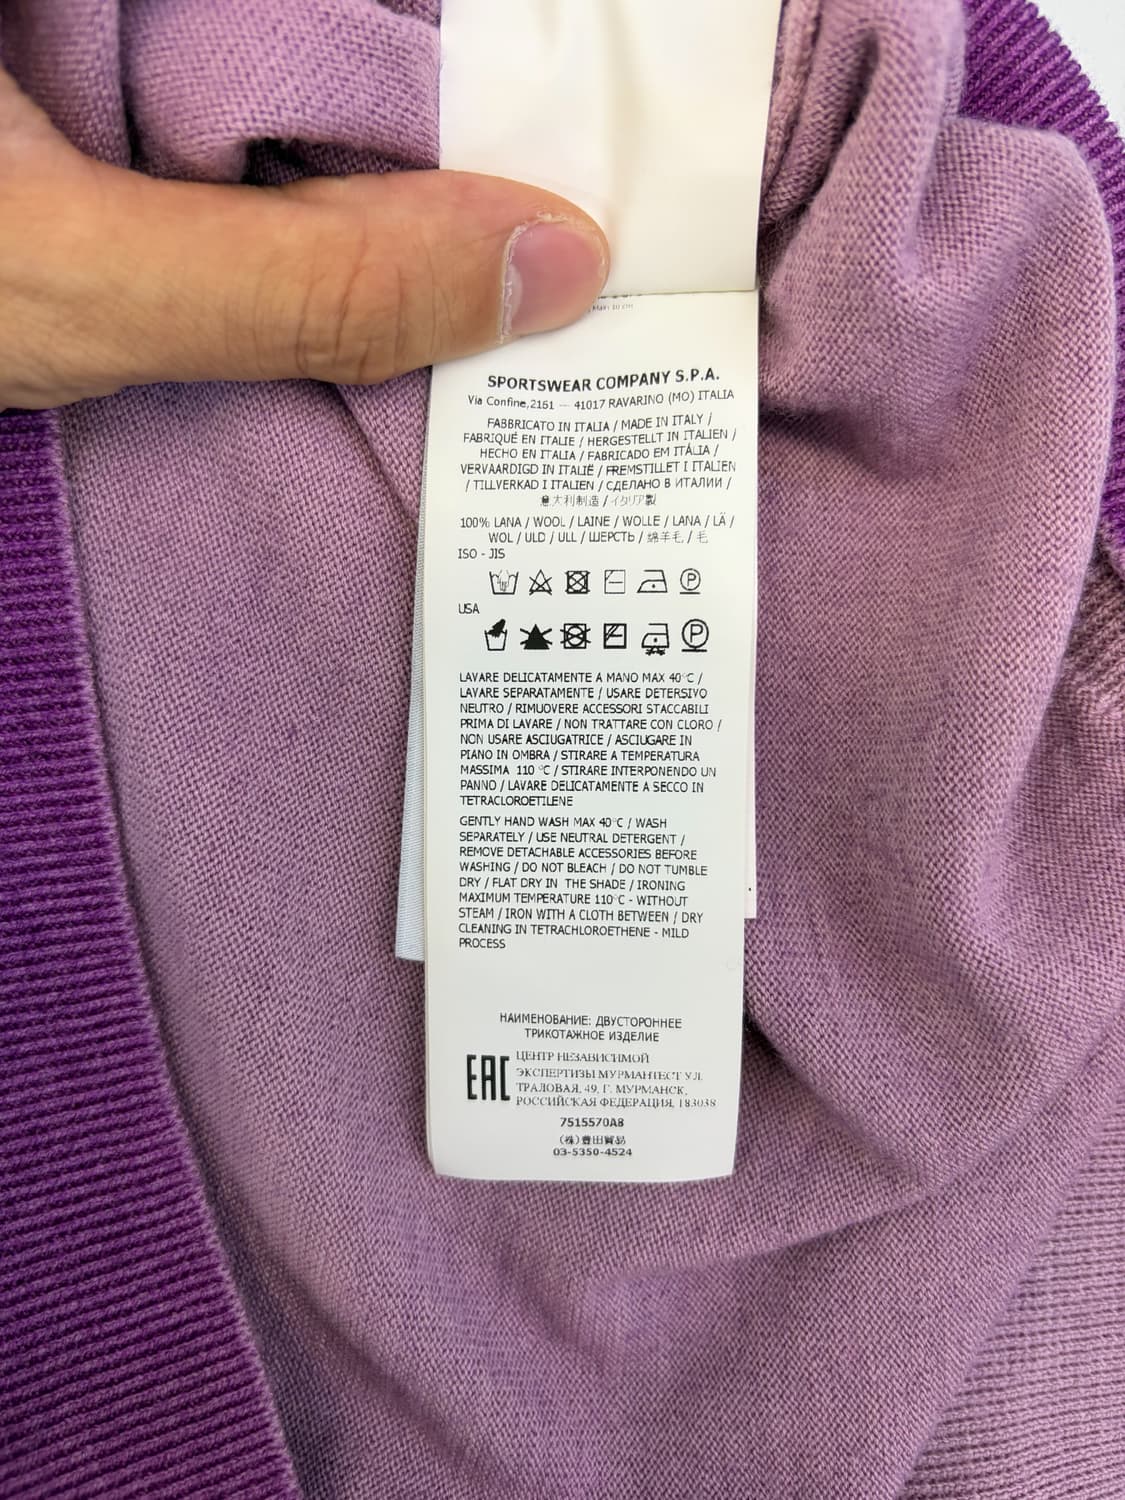 SPORTSWEAR COMPANY S.P.A.
Via Confine,2161 — 41017 RAVARINO (MO) ITALIA
FABBRICATO IN ITALIA / MADE IN ITALY /
FABRIQUÉ EN ITALIE / HERGESTELLT IN ITALIEN /
HECHO EN ITALIA / FABRICADO EM ITÁLIA /
VERVAARDIGD IN ITALIË / FREMSTILLET I ITALIEN
/ TILLVERKAD I ITALIEN / СДЕЛАНО В ИТАЛИИ /
意大利制造 / イタリア製
100% LANA / WOOL / LAINE / WOLLE / LANA / LÃ /
WOL / ULD / ULL / ШЕРСТЬ / 绵羊毛 / 毛
ISO - JIS
P
USA
P
LAVARE DELICATAMENTE A MANO MAX 40°C /
LAVARE SEPARATAMENTE / USARE DETERSIVO
NEUTRO / RIMUOVERE ACCESSORI STACCABILI
PRIMA DI LAVARE / NON TRATTARE CON CLORO /
NON USARE ASCIUGATRICE / ASCIUGARE IN
PIANO IN OMBRA / STIRARE A TEMPERATURA
MASSIMA 110 °C / STIRARE INTERPONENDO UN
PANNO / LAVARE DELICATAMENTE A SECCO IN
TETRACLOROETILENE
GENTLY HAND WASH MAX 40°C / WASH
SEPARATELY / USE NEUTRAL DETERGENT /
REMOVE DETACHABLE ACCESSORIES BEFORE
WASHING / DO NOT BLEACH / DO NOT TUMBLE
DRY / FLAT DRY IN THE SHADE / IRONING
MAXIMUM TEMPERATURE 110°C - WITHOUT
STEAM / IRON WITH A CLOTH BETWEEN / DRY
CLEANING IN TETRACHLOROETHENE - MILD
PROCESS
НАИМЕНОВАНИЕ: ДВУСТОРОННЕЕ
ТРИКОТАЖНОЕ ИЗДЕЛИЕ
EAC
ЦЕНТР НЕЗАВИСИМОЙ
ЭКСПЕРТИЗЫ МУРМАНТЕСТ УЛ.
ТРАЛОВАЯ, 49, Г. МУРМАНСК,
РОССИЙСКАЯ ФЕДЕРАЦИЯ, 183038
7515570A8
(株)豊田貿易
03-5350-4524